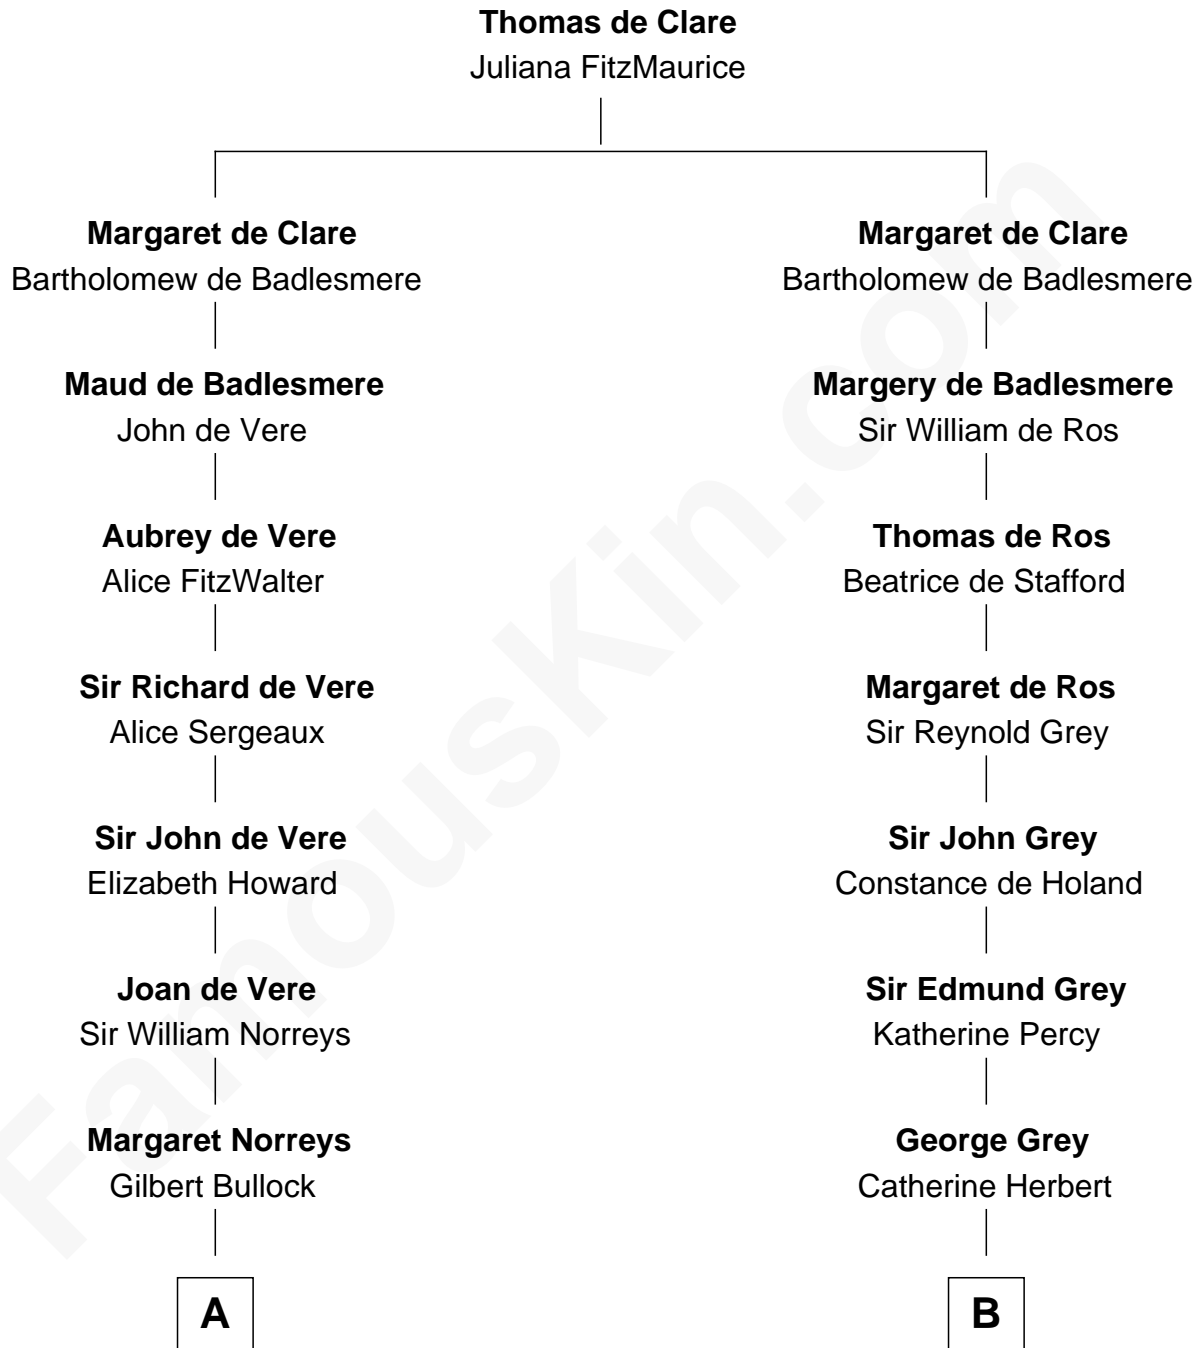 Thomas de Clare
Juliana FitzMaurice
Margaret de Clare
Bartholomew de Badlesmere
Maud de Badlesmere
John de Vere
Aubrey de Vere
Alice FitzWalter
Sir Richard de Vere
Alice Sergeaux
Sir John de Vere
Elizabeth Howard
Joan de Vere
Sir William Norreys
Margaret Norreys
Gilbert Bullock
A
Margaret de Clare
Bartholomew de Badlesmere
Margery de Badlesmere
Sir William de Ros
Thomas de Ros
Beatrice de Stafford
Margaret de Ros
Sir Reynold Grey
Sir John Grey
Constance de Holand
Sir Edmund Grey
Katherine Percy
George Grey
Catherine Herbert
B
FamousKin.com